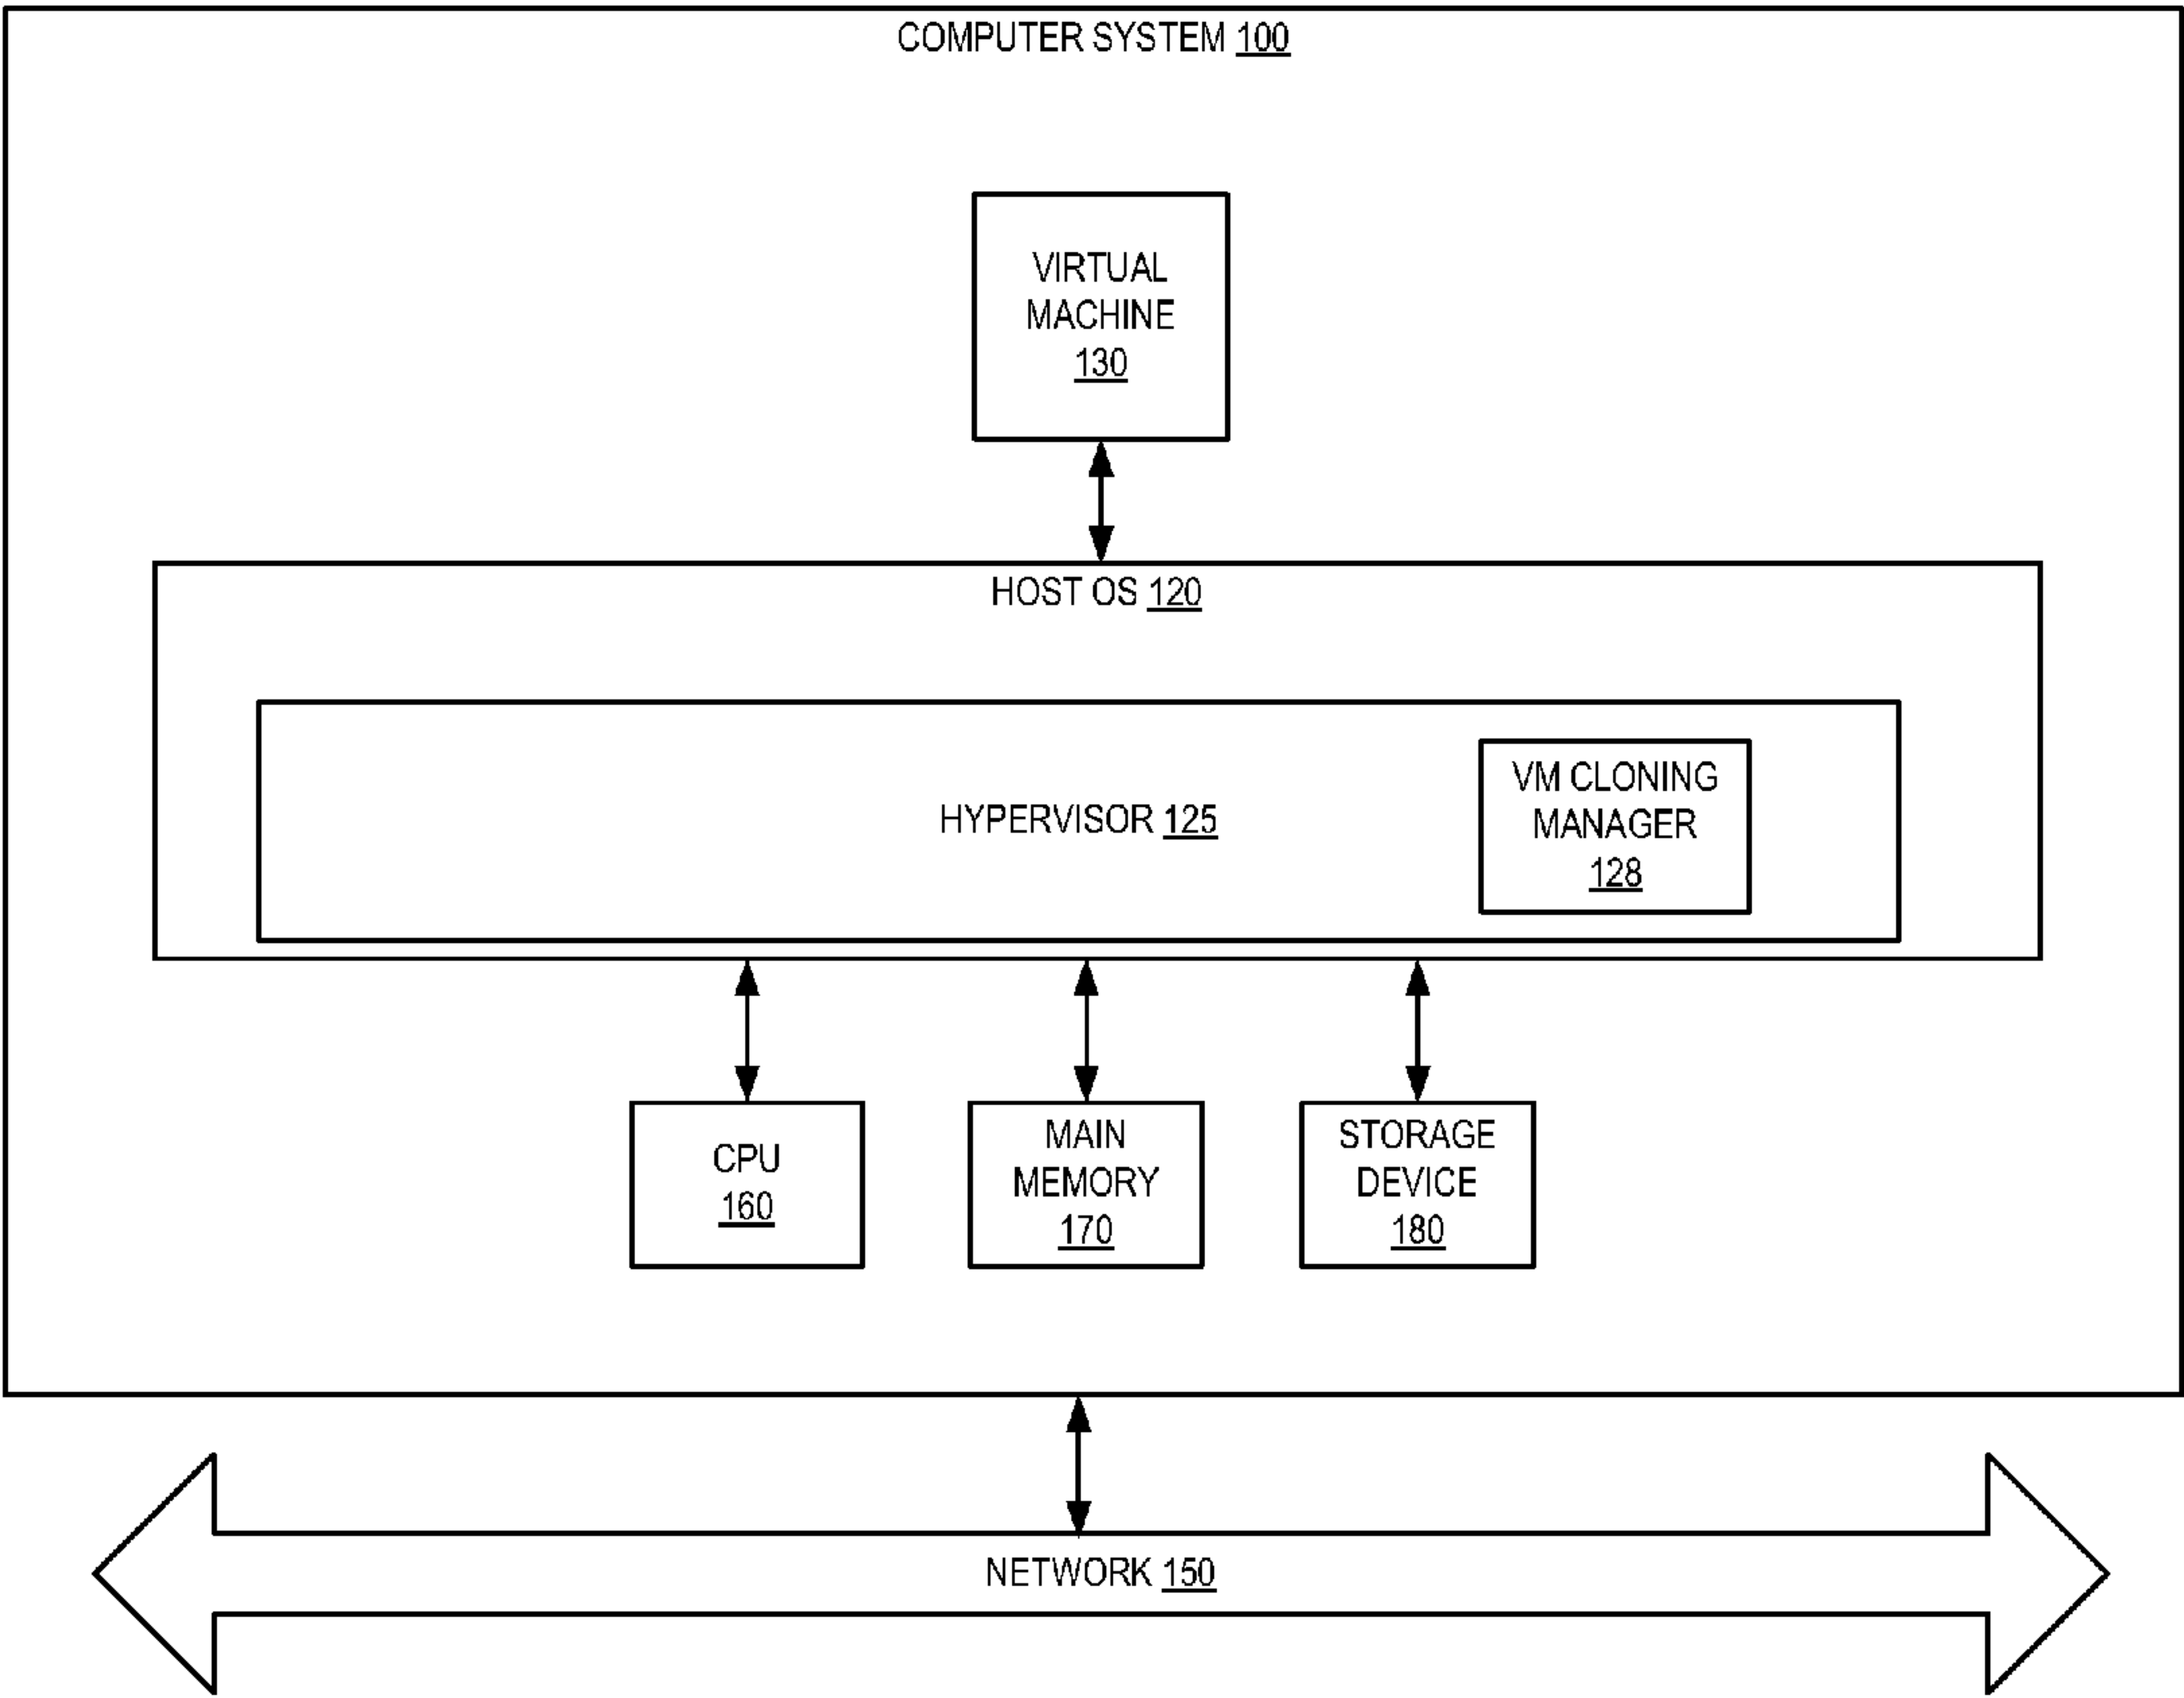 COMPUTER SYSTEM 100
VIRTUAL
MACHINE
130
HOST OS 120
HYPERVISOR 125
VM CLONING
MANAGER
128
CPU
160
MAIN
MEMORY
170
STORAGE
DEVICE
180
NETWORK 150